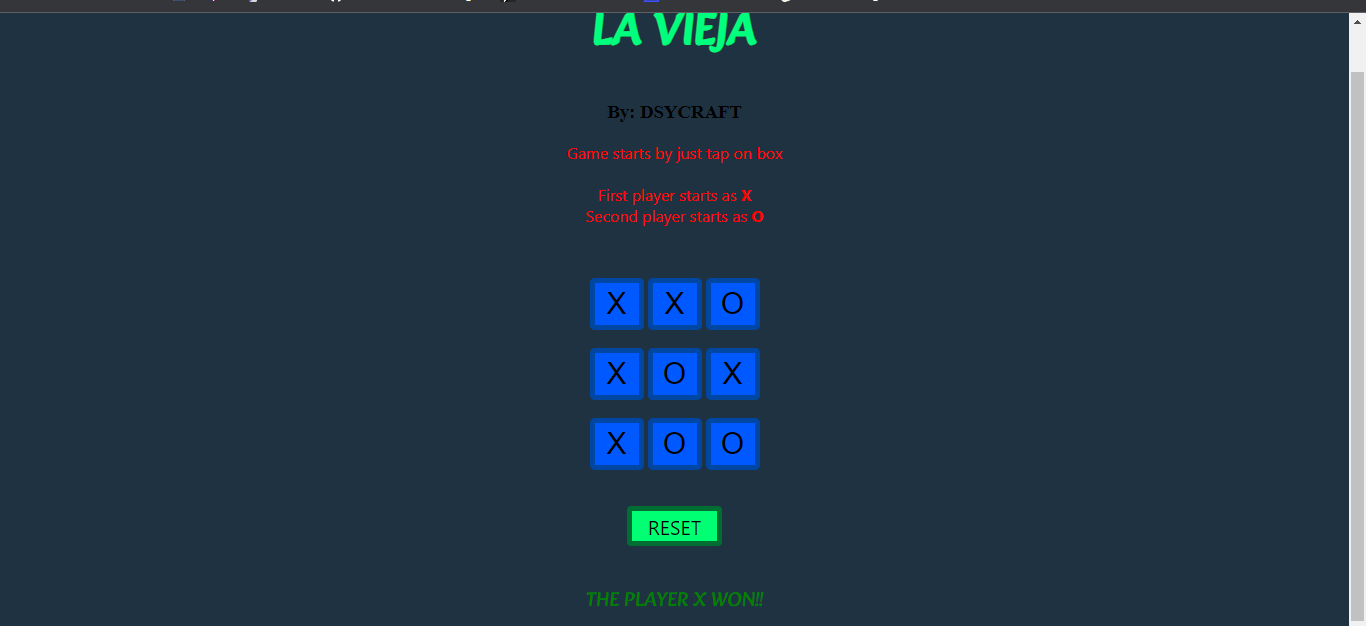 LA VIEJA
By: DSYCRAFT
Game starts by just tap on box
First player starts as X
Second player starts as O
X X O
X O X
X O O
RESET
THE PLAYER X WON!!